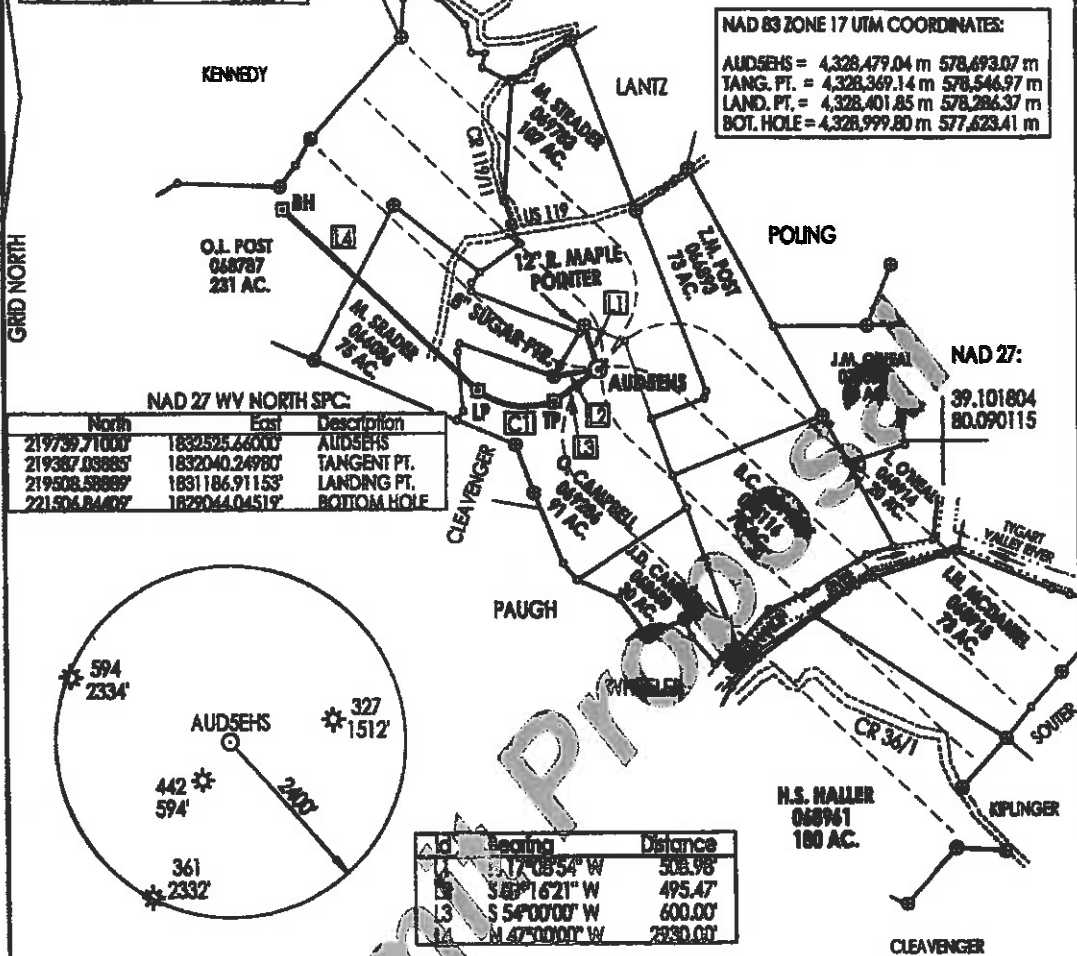 NAD 83 ZONE 17 UTM COORDINATES:
AUD5EHS = 4,328,479.04 m 578,693.07 m
TANG. PT. = 4,328,369.14 m 578,546.97 m
LAND. PT. = 4,328,401.85 m 578,286.37 m
BOT. HOLE = 4,328,999.80 m 577,623.41 m
KENNEDY
LANTZ
M. STRADER
107 AC.
CR 119/11
US 119
BH
L4
GRID NORTH
O.L. POST
068787
231 AC.
12" R. MAPLE
POINTER
Z.M. POST
73 AC.
POLING
L1
8" SUGAR-PTR.
M. SRADER
75 AC.
AUD5EHS
J.M.
NAD 27:
39.101804
80.090115
LP
TP
C1
L2
L3
NAD 27 WV NORTH SPC:
North East Description
219739.71000' 1832525.66000' AUD5EHS
219387.03885' 1832040.24980' TANGENT PT.
219508.58889' 1831186.91153' LANDING PT.
221506.84409' 1829044.04519' BOTTOM HOLE
CLEAVENGER
CAMPBELL
91 AC.
B.C.
L. ONEAL
TYGART
VALLEY RIVER
J.D.
AC.
PAUGH
I.H. MCDANIEL
73 AC.
WHEELER
594
2334'
327
1512'
AUD5EHS
442
594'
2400'
361
2332'
CR 36/1
SOUTER
KIPLINGER
H.S. HALLER
068961
180 AC.
Id Bearing Distance
17°08'54" W 508.98'
16'21" W 495.47'
L3 S 54°00'00" W 600.00'
L4 N 47°00'00" W 2930.00'
CLEAVENGER